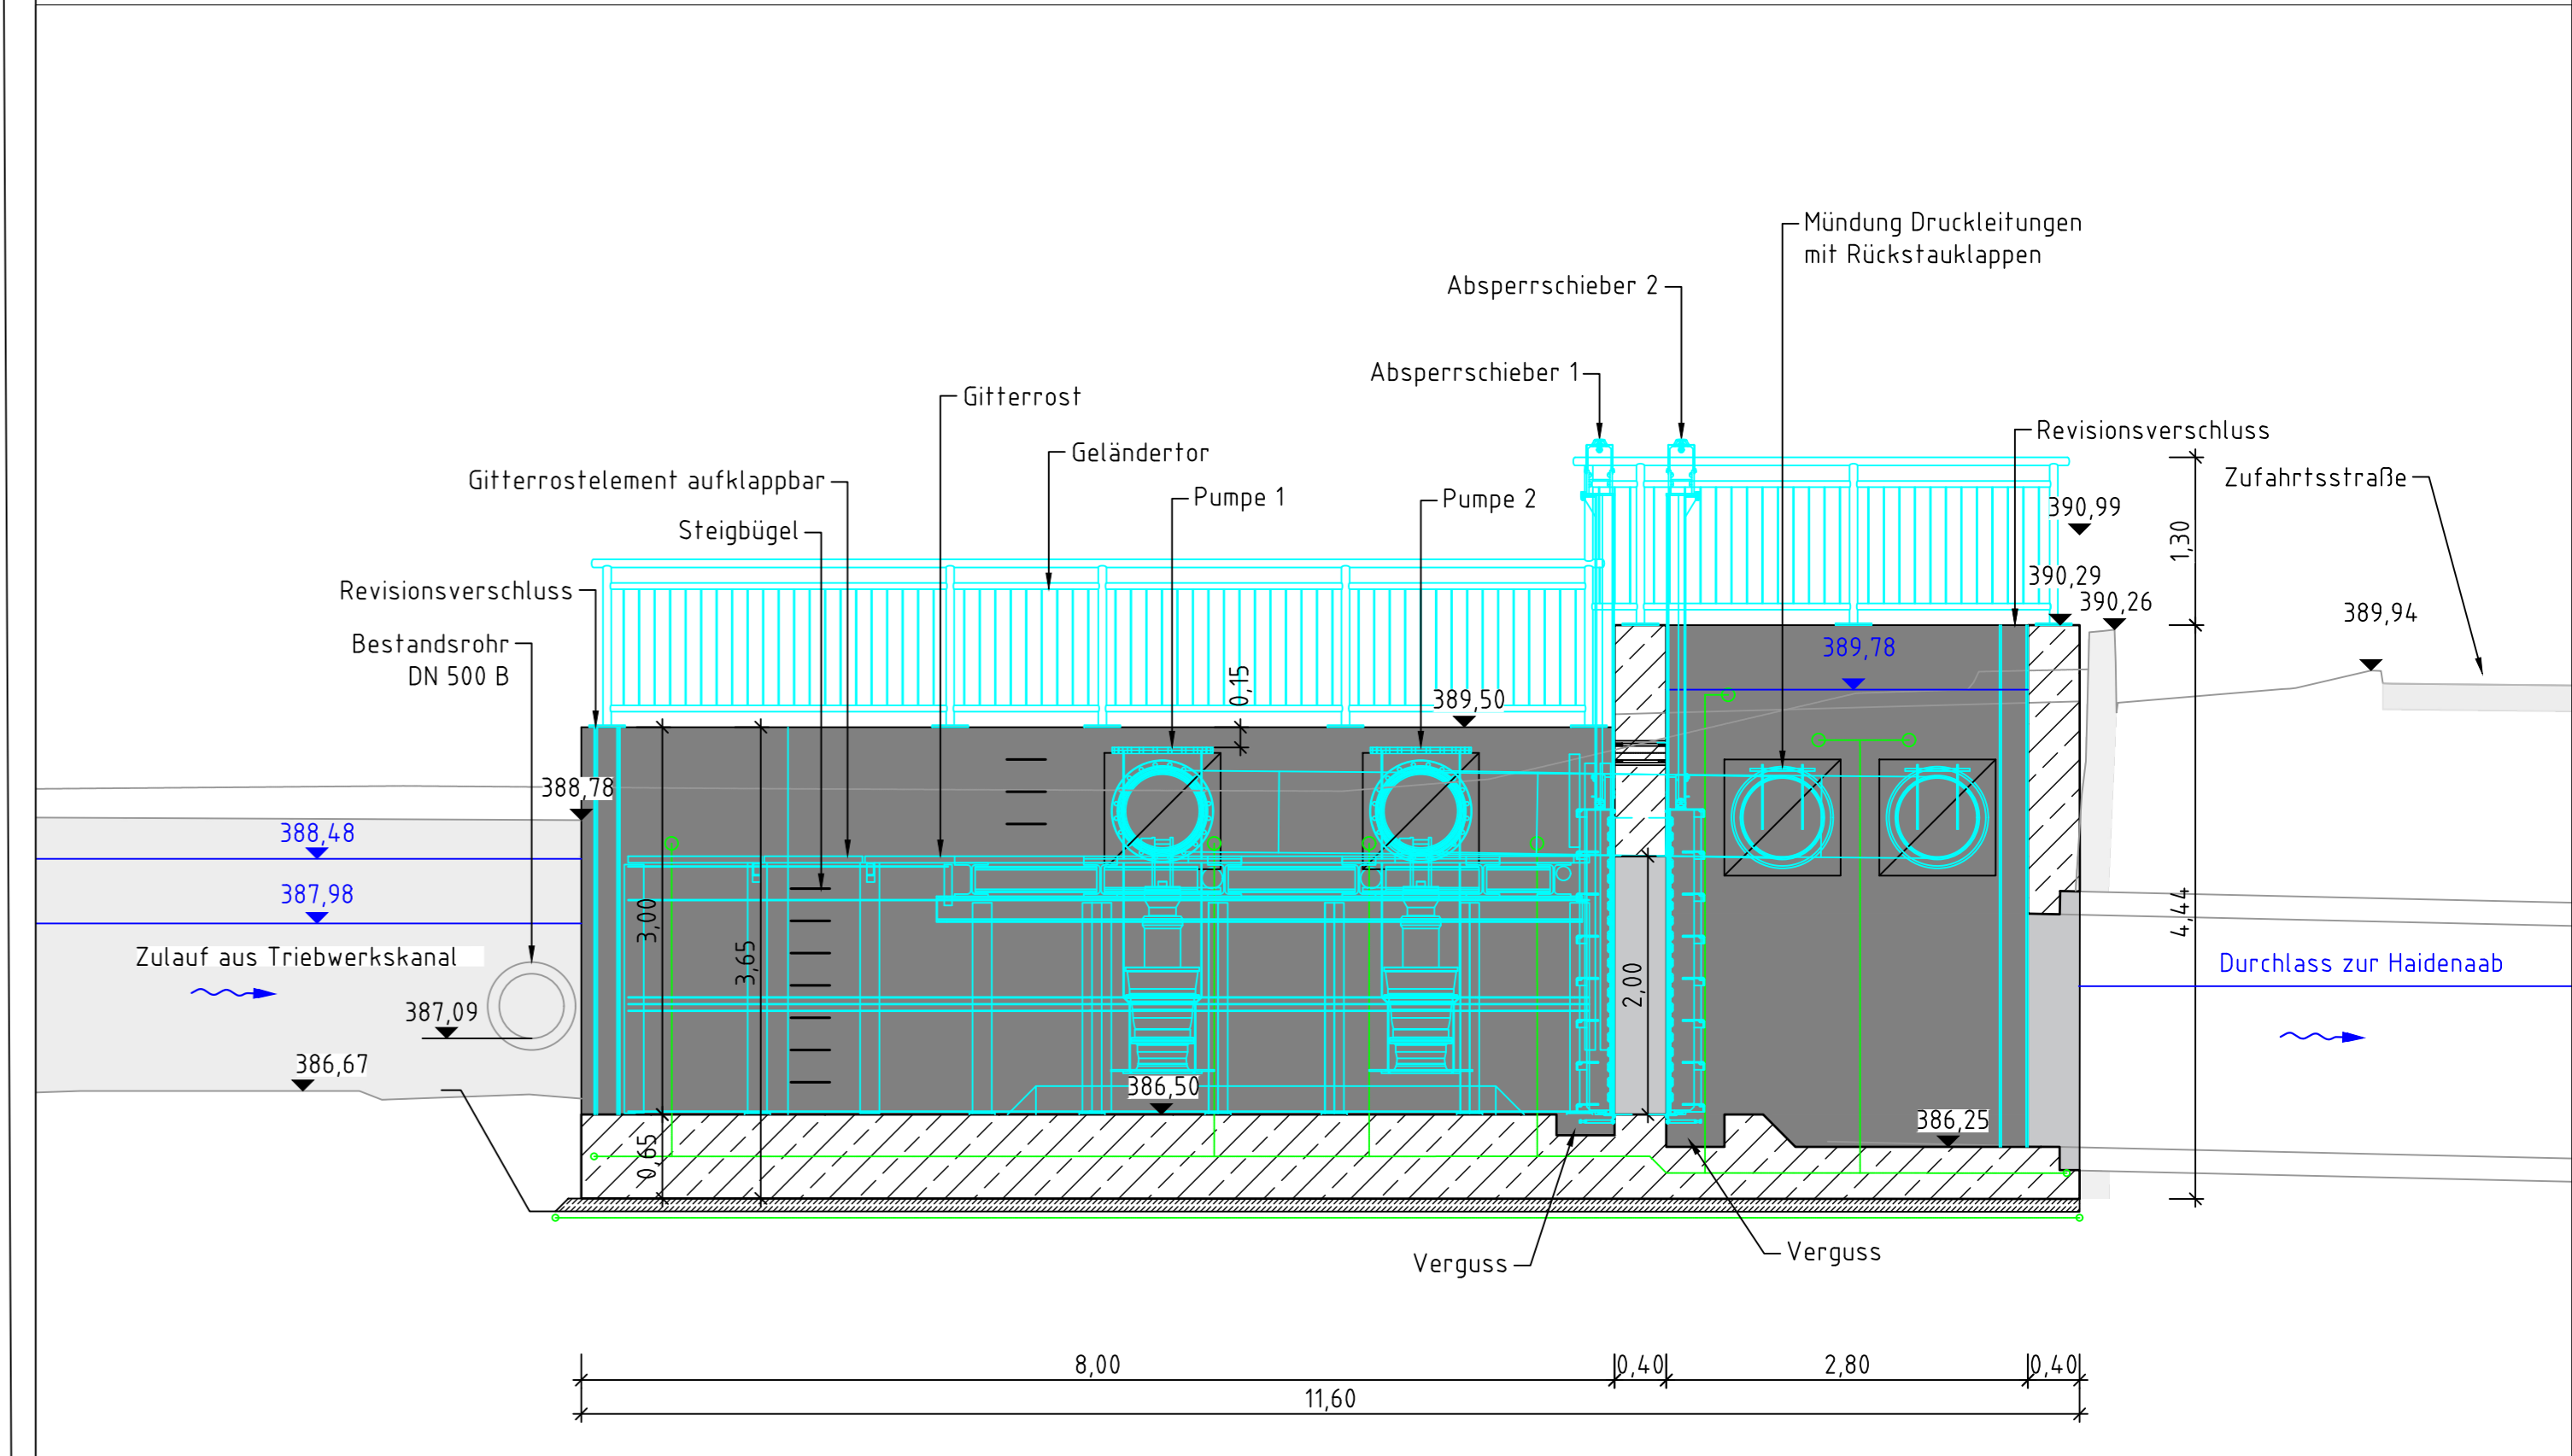 Mündung Druckleitungen
mit Rückstauklappen
Absperrschieber 2
Absperrschieber 1
Gitterrost
Geländertor
Revisionsverschluss
Gitterrostelement aufklappbar
Pumpe 1
Pumpe 2
Zufahrtsstraße
Steigbügel
390,99
1,30
Revisionsverschluss
390,29
390,26
389,94
Bestandsrohr
DN 500 B
389,78
0,15
389,50
388,78
388,48
387,98
3,00
3,65
4,44
Zulauf aus Triebwerkskanal
Durchlass zur Haidenaab
2,00
387,09
386,67
386,50
386,25
0,65
Verguss
Verguss
8,00
0,40
2,80
0,40
11,60